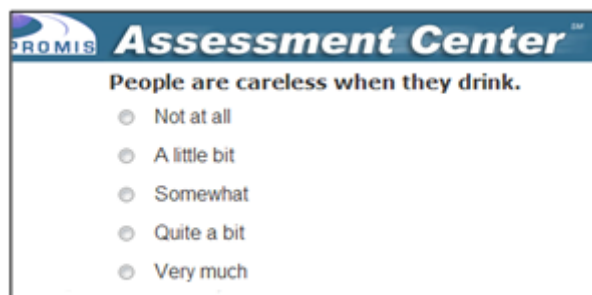 PROMIS Assessment Center SM
People are careless when they drink.
Not at all
A little bit
Somewhat
Quite a bit
Very much